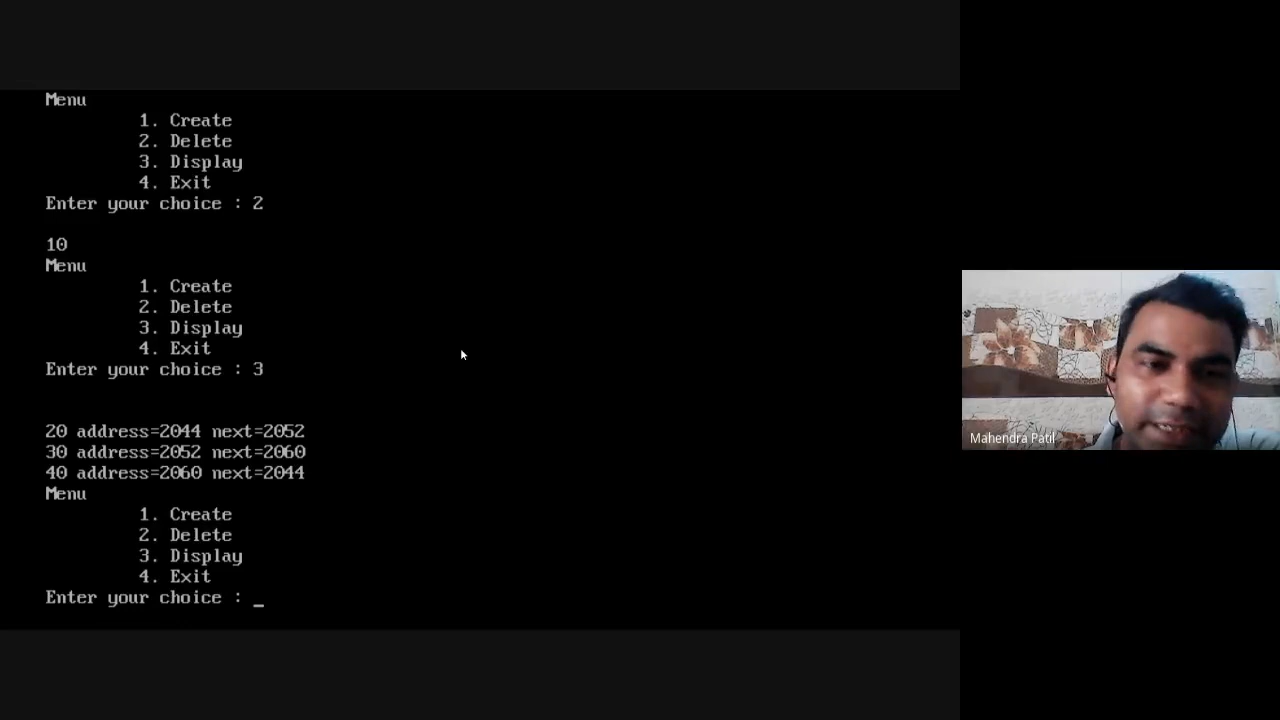 Menu
1. Create
2. Delete
3. Display
4. Exit
Enter your choice : 2
10
Menu
1. Create
2. Delete
3. Display
4. Exit
Enter your choice : 3
20 address=2044 next=2052
30 address=2052 next=2060
40 address=2060 next=2044
Menu
1. Create
2. Delete
3. Display
4. Exit
Enter your choice : _
Mahendra Patil